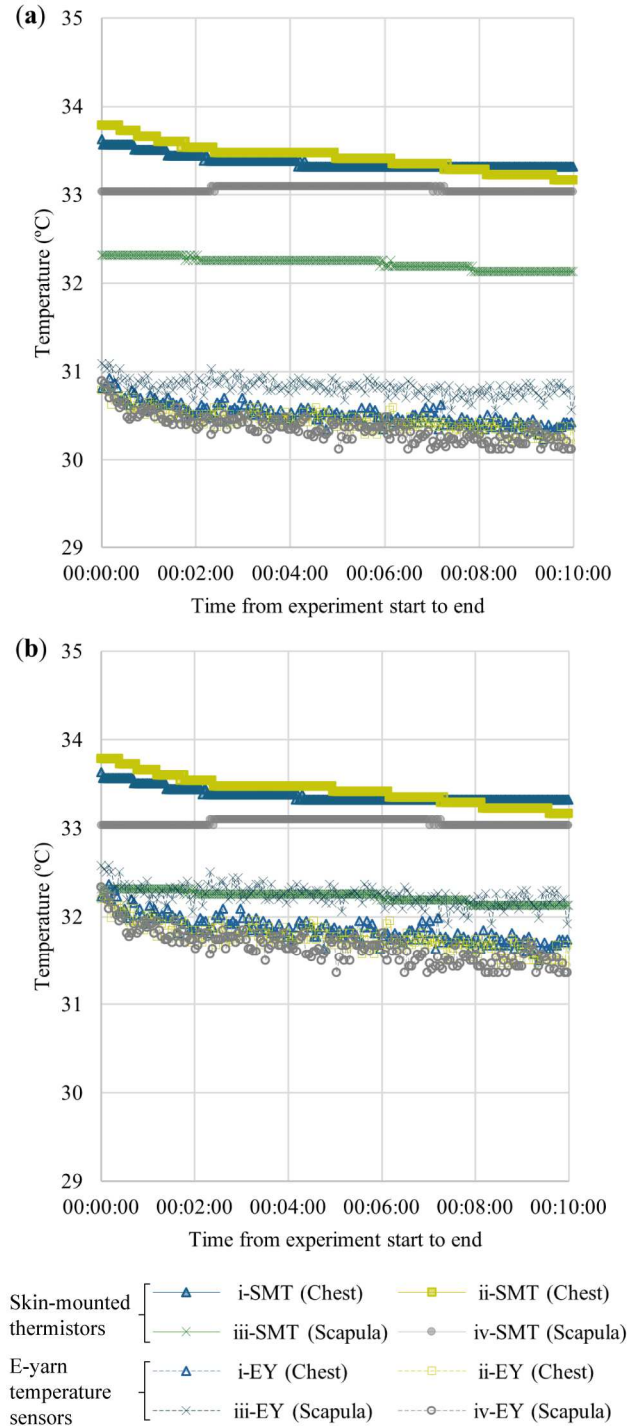 (a)
34
33
32
31
30
29
Temperature (ºC)
00:00:00 00:02:00 00:04:00 00:06:00 00:08:00 00:10:00
Time from experiment start to end
(b)
35
34
33
32
31
30
29
Temperature (ºC)
00:00:00 00:02:00 00:04:00 00:06:00 00:08:00 00:10:00
Time from experiment start to end
Skin-mounted
thermistors
i-SMT (Chest) ii-SMT (Chest)
iii-SMT (Scapula) iv-SMT (Scapula)
E-yarn
temperature
sensors
i-EY (Chest) ii-EY (Chest)
iii-EY (Scapula) iv-EY (Scapula)